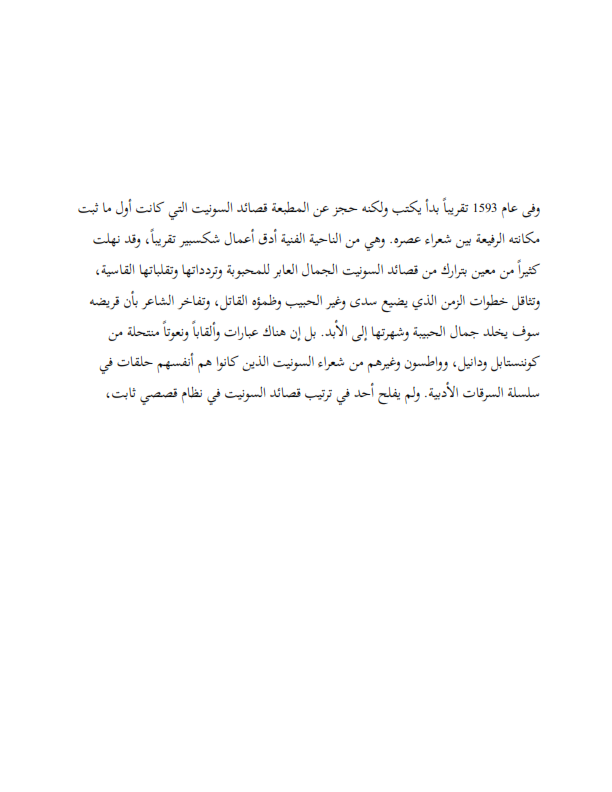 وفى عام 1593 تقريباً بدأ يكتب ولكنه حجز عن المطبعة قصائد السونيت التي كانت أول ما ثبت
مكانته الرفيعة بين شعراء عصره. وهي من الناحية الفنية أدق أعمال شكسبير تقريباً، وقد نهلت
كثيراً من معين بترارك من قصائد السونيت الجمال العابر للمحبوبة وتردداتها وتقلباتها القاسية،
وتثاقل خطوات الزمن الذي يضيع سدى وغير الحبيب وظمؤه القاتل، وتفاخر الشاعر بأن قريضه
سوف يخلد جمال الحبيبة وشهرتها إلى الأبد. بل إن هناك عبارات وألقاباً ونعوتاً منتحلة من
كوننستابل ودانيل، وواطسون وغيرهم من شعراء السونيت الذين كانوا هم أنفسهم حلقات في
سلسلة السرقات الأدبية. ولم يفلح أحد في ترتيب قصائد السونيت في نظام قصصي ثابت،